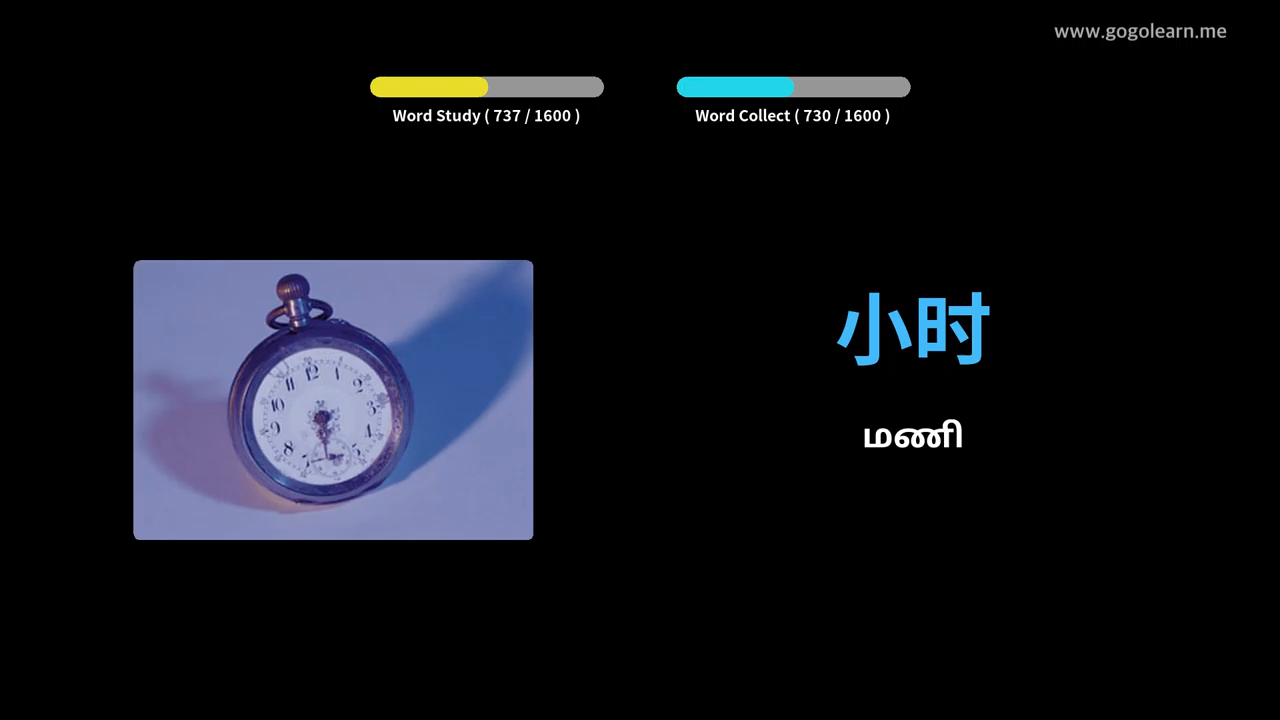 www.gogolearn.me
Word Study ( 737 / 1600 )
Word Collect ( 730 / 1600 )
小时
மணி